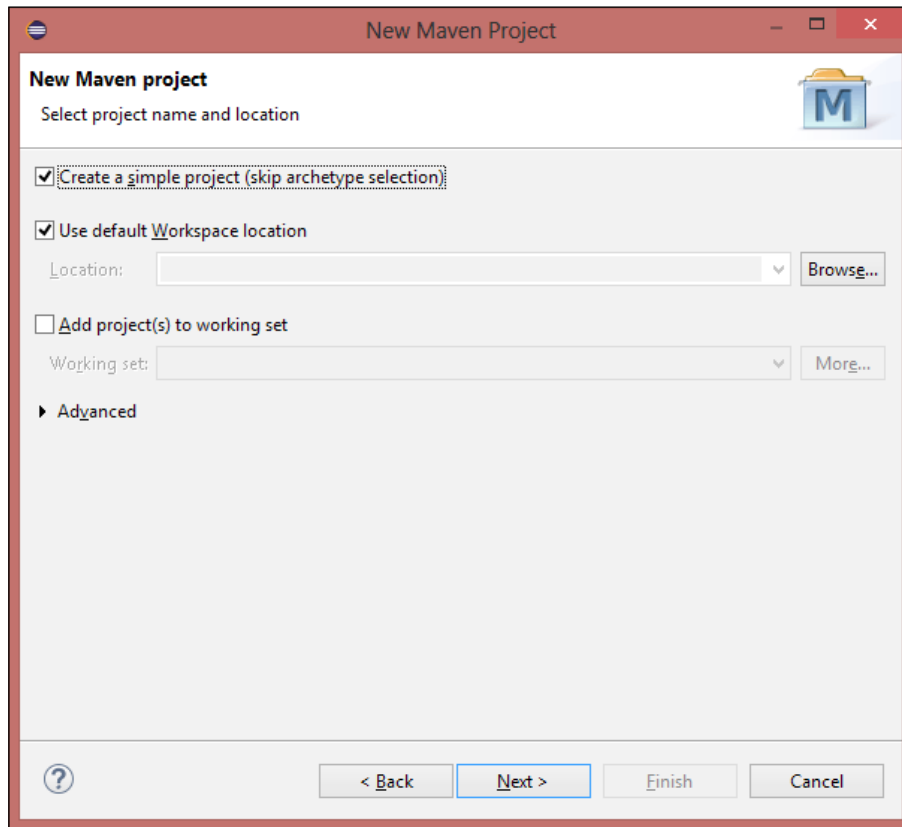 New Maven Project
New Maven project
Select project name and location
M
Create a simple project (skip archetype selection)
Use default Workspace location
Location:
Browse...
Add project(s) to working set
Working set:
More...
Advanced
?
< Back
Next >
Finish
Cancel